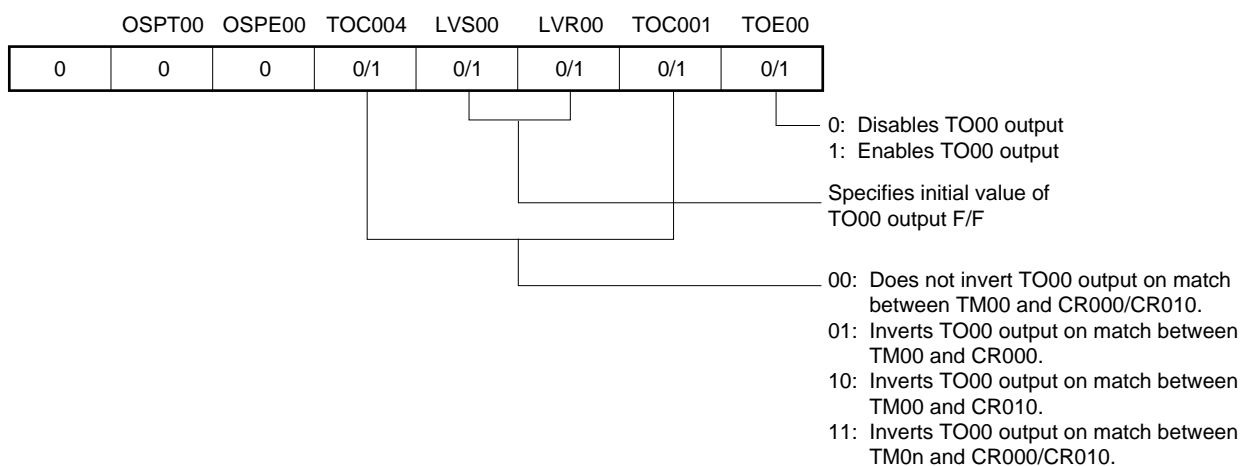 OSPT00 OSPE00 TOC004 LVS00 LVR00 TOC001 TOE00
0 0 0 0/1 0/1 0/1 0/1 0/1
0: Disables TO00 output
1: Enables TO00 output
Specifies initial value of
TO00 output F/F
00: Does not invert TO00 output on match
between TM00 and CR000/CR010.
01: Inverts TO00 output on match between
TM00 and CR000.
10: Inverts TO00 output on match between
TM00 and CR010.
11: Inverts TO00 output on match between
TM0n and CR000/CR010.